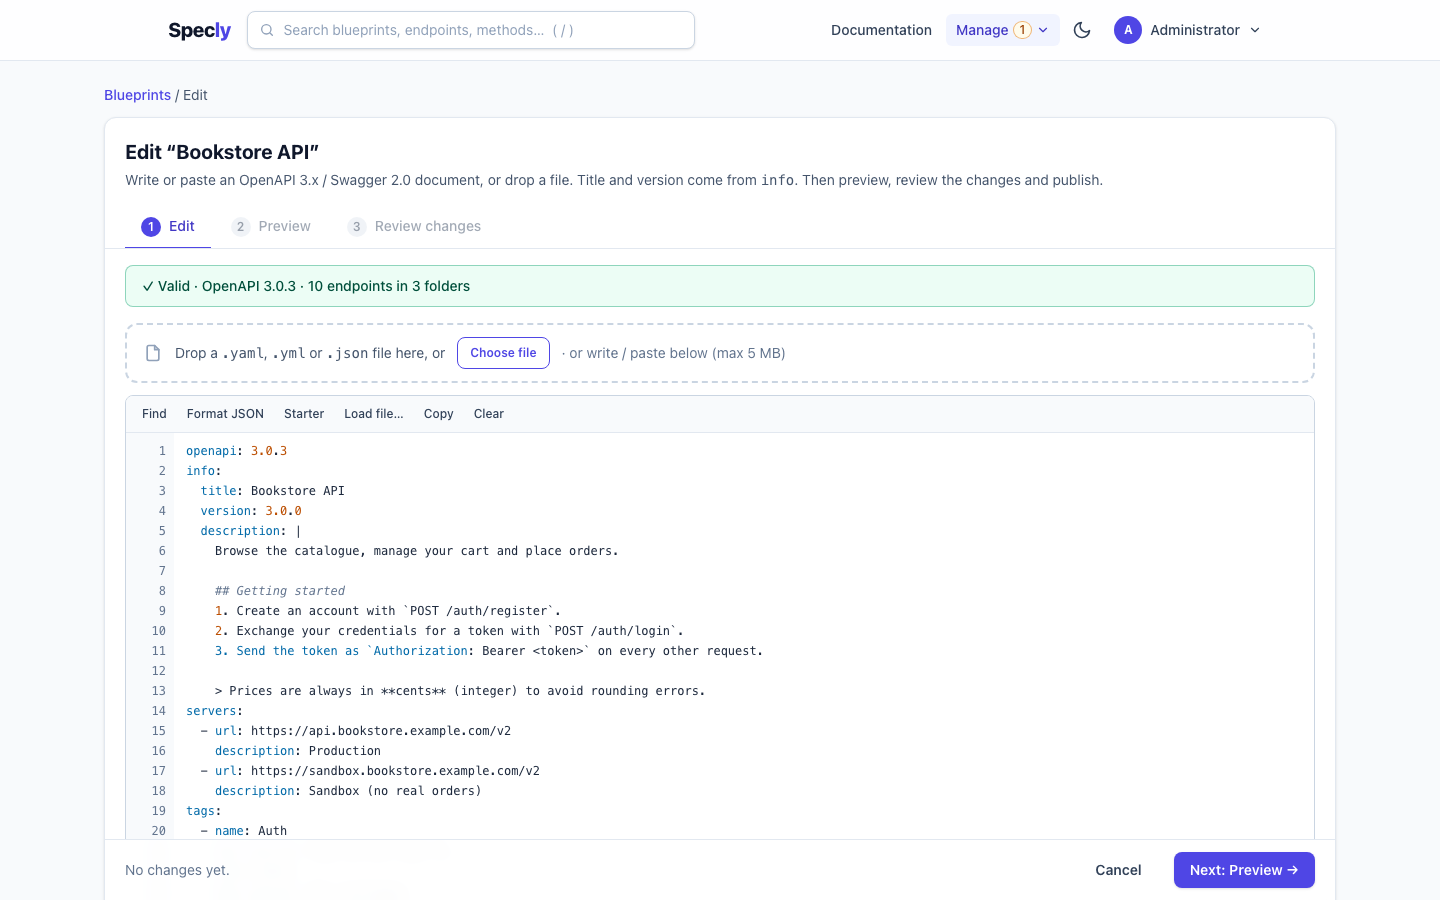 Specly
Search blueprints, endpoints, methods... ( / )
Documentation
Manage 1
A Administrator
Blueprints / Edit
Edit “Bookstore API”
Write or paste an OpenAPI 3.x / Swagger 2.0 document, or drop a file. Title and version come from info. Then preview, review the changes and publish.
1 Edit
2 Preview
3 Review changes
✓ Valid · OpenAPI 3.0.3 · 10 endpoints in 3 folders
Drop a .yaml, .yml or .json file here, or Choose file · or write / paste below (max 5 MB)
Find Format JSON Starter Load file... Copy Clear
1 openapi: 3.0.3
2 info:
3 title: Bookstore API
4 version: 3.0.0
5 description: |
6 Browse the catalogue, manage your cart and place orders.
7
8 ## Getting started
9 1. Create an account with `POST /auth/register`.
10 2. Exchange your credentials for a token with `POST /auth/login`.
11 3. Send the token as `Authorization: Bearer <token>` on every other request.
12
13 > Prices are always in **cents** (integer) to avoid rounding errors.
14 servers:
15 - url: https://api.bookstore.example.com/v2
16 description: Production
17 - url: https://sandbox.bookstore.example.com/v2
18 description: Sandbox (no real orders)
19 tags:
20 - name: Auth
No changes yet.
Cancel
Next: Preview →